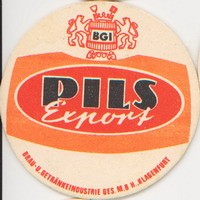 BGI
PILS
Export
BRAU- U. GETRÄNKEINDUSTRIE GES. M. B. H., KLAGENFURT